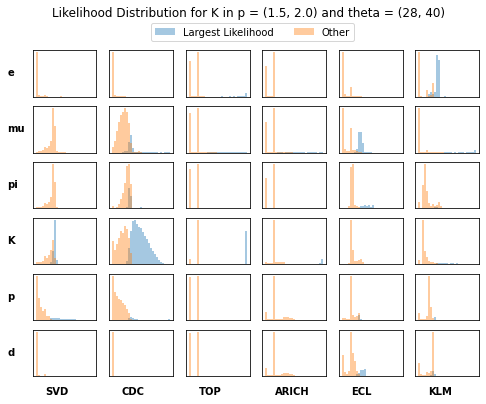 Likelihood Distribution for K in p = (1.5, 2.0) and theta = (28, 40)
Largest Likelihood Other
e
mu
pi
K
p
d
SVD CDC TOP ARICH ECL KLM